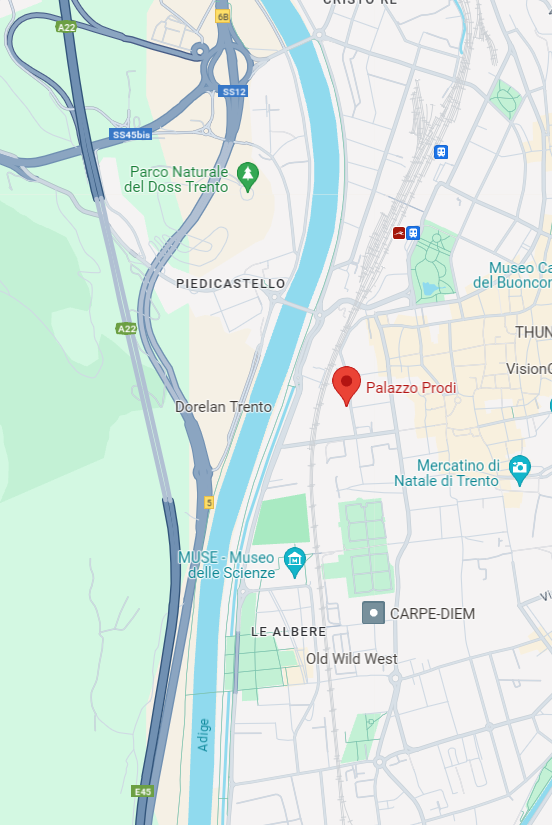 CRISTO RE
6B
A22
SS12
SS45bis
Parco Naturale
del Doss Trento
Museo Ca
del Buoncon
PIEDICASTELLO
A22
THUN
VisionO
Palazzo Prodi
Dorelan Trento
Mercatino di
Natale di Trento
5
MUSE - Museo
delle Scienze
CARPE-DIEM
LE ALBERE
Old Wild West
Adige
E45